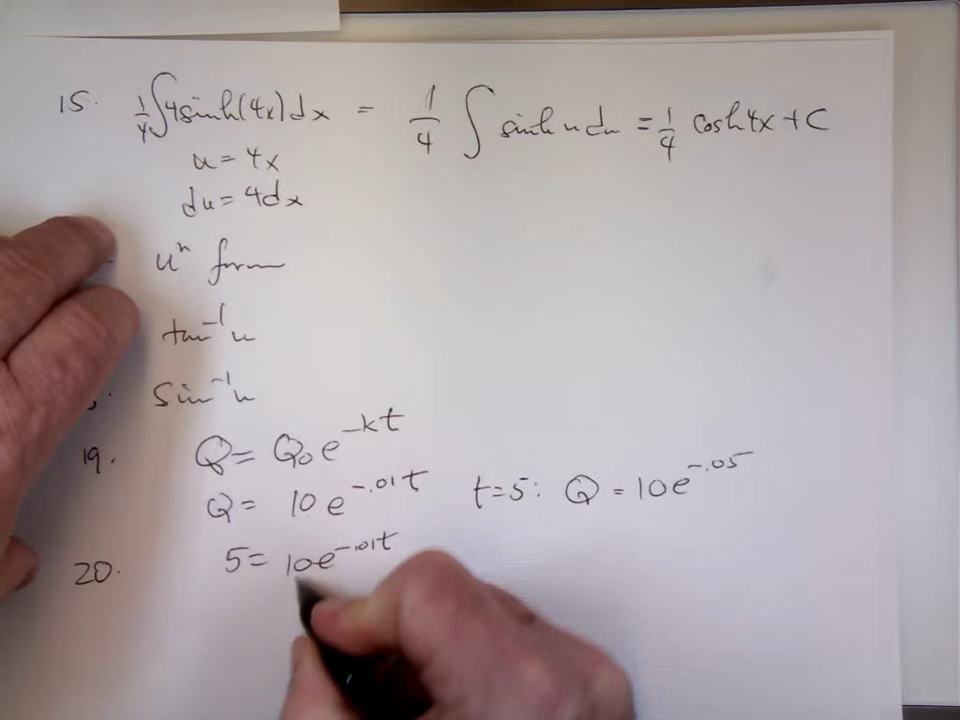 15. 1/4 ∫ 4sinh(4x)dx = 1/4 ∫ sinh u du = 1/4 cosh 4x + C
u = 4x
du = 4dx
uⁿ form
tan⁻¹ u
sin⁻¹ u
19. Q = Q₀e^(-kt)
Q = 10e^(-.01t) t=5: Q = 10e^(-.05)
20. 5 = 10e^(-.01t)